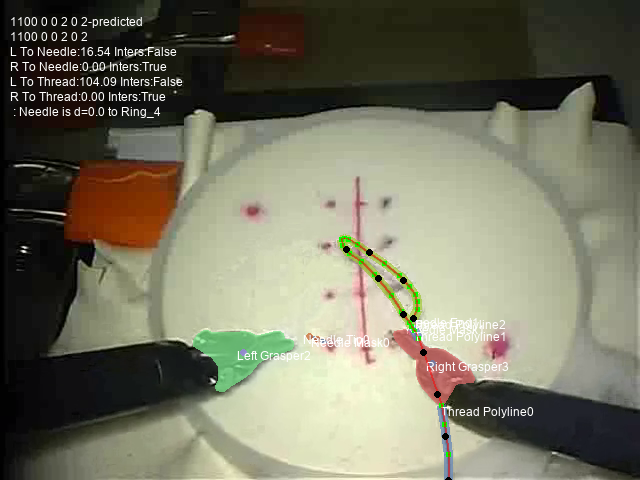 1100 0 0 2 0 2-predicted
1100 0 0 2 0 2
L To Needle:16.54 Inters:False
R To Needle:0.00 Inters:True
L To Thread:104.09 Inters:False
R To Thread:0.00 Inters:True
: Needle is d=0.0 to Ring_4
Polyline2
Thread Polyline1
Left Grasper2
Right Grasper3
Thread Polyline0